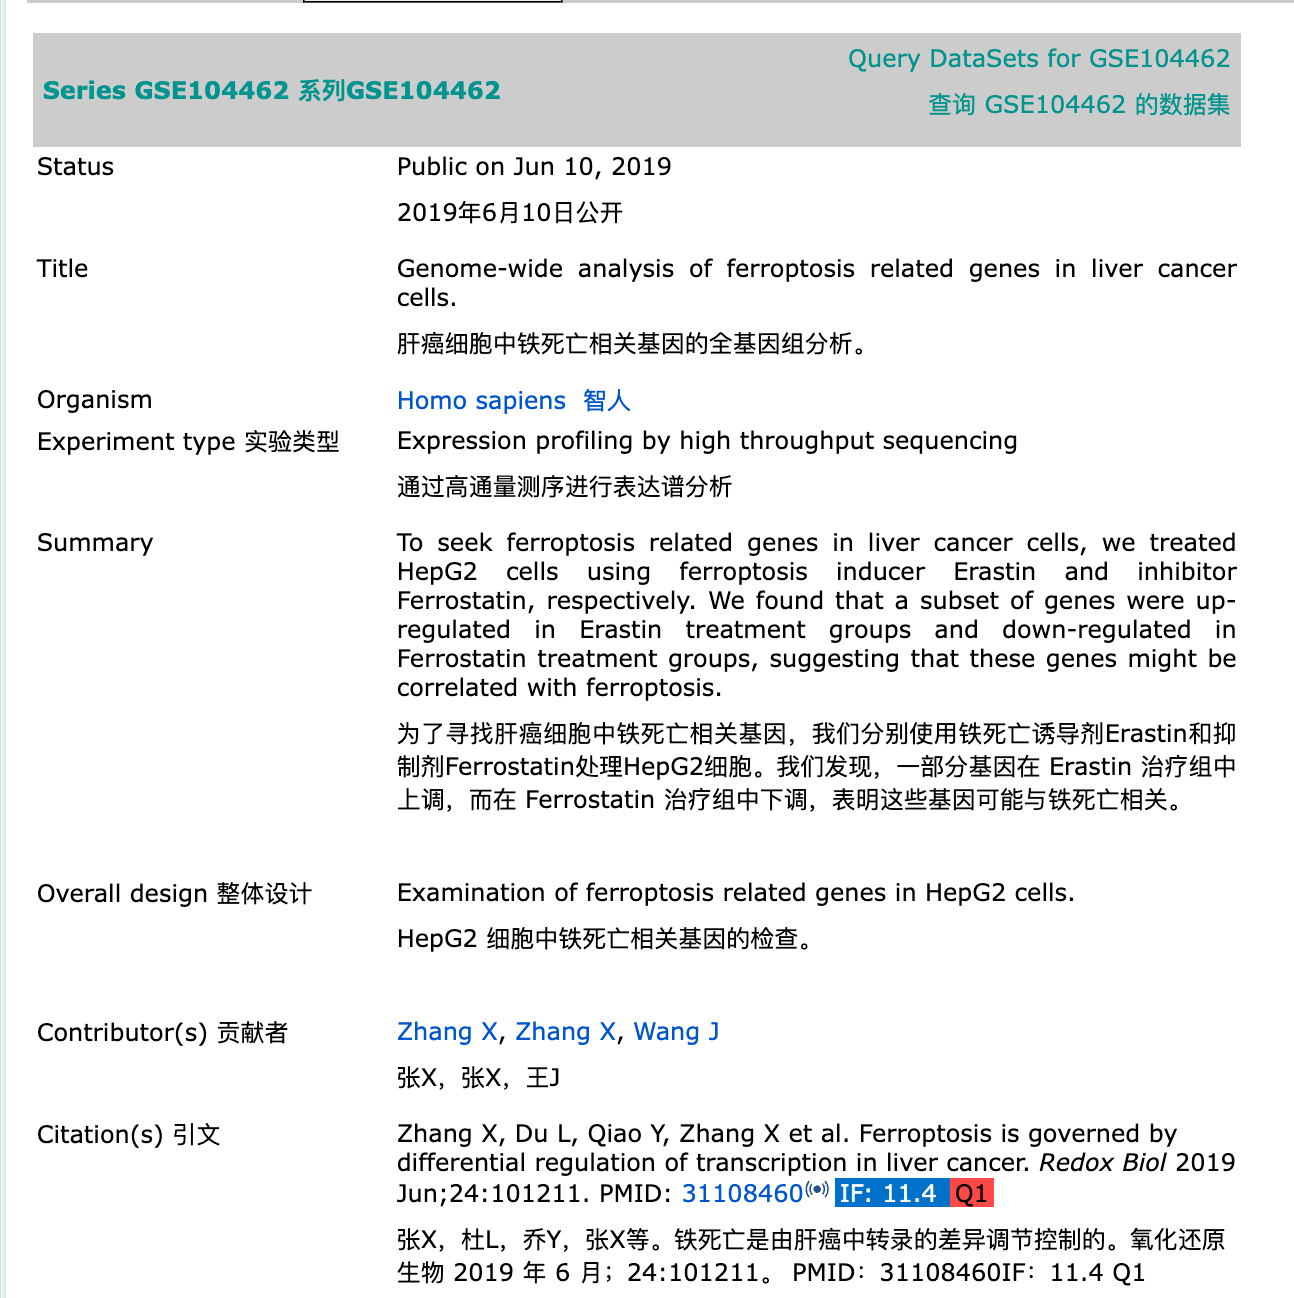 Series GSE104462 系列GSE104462
Query DataSets for GSE104462
查询 GSE104462 的数据集
Status
Public on Jun 10, 2019
2019年6月10日公开
Title
Genome-wide analysis of ferroptosis related genes in liver cancer
cells.
肝癌细胞中铁死亡相关基因的全基因组分析。
Organism
Homo sapiens 智人
Experiment type 实验类型
Expression profiling by high throughput sequencing
通过高通量测序进行表达谱分析
Summary
To seek ferroptosis related genes in liver cancer cells, we treated
HepG2 cells using ferroptosis inducer Erastin and inhibitor
Ferrostatin, respectively. We found that a subset of genes were up-
regulated in Erastin treatment groups and down-regulated in
Ferrostatin treatment groups, suggesting that these genes might be
correlated with ferroptosis.
为了寻找肝癌细胞中铁死亡相关基因，我们分别使用铁死亡诱导剂Erastin和抑
制剂Ferrostatin处理HepG2细胞。我们发现，一部分基因在 Erastin 治疗组中
上调，而在 Ferrostatin 治疗组中下调，表明这些基因可能与铁死亡相关。
Overall design 整体设计
Examination of ferroptosis related genes in HepG2 cells.
HepG2 细胞中铁死亡相关基因的检查。
Contributor(s) 贡献者
Zhang X, Zhang X, Wang J
张X，张X，王J
Citation(s) 引文
Zhang X, Du L, Qiao Y, Zhang X et al. Ferroptosis is governed by
differential regulation of transcription in liver cancer. Redox Biol 2019
Jun;24:101211. PMID: 31108460 IF: 11.4 Q1
张X，杜L，乔Y，张X等。铁死亡是由肝癌中转录的差异调节控制的。氧化还原
生物 2019 年 6 月；24:101211。 PMID：31108460IF：11.4 Q1